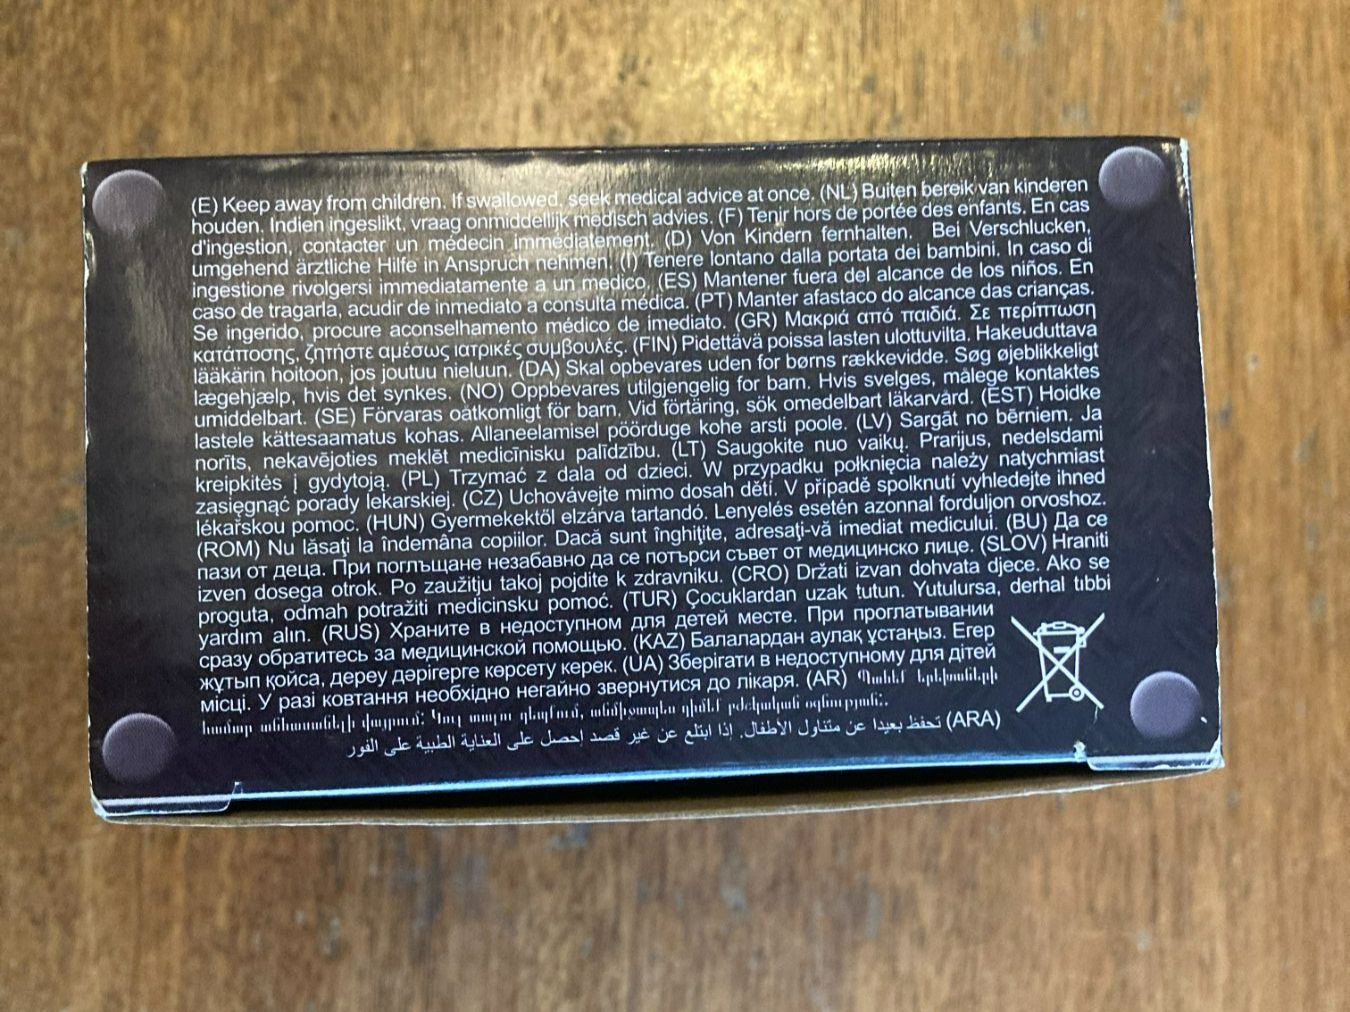 (E) Keep away from children. If swallowed, seek medical advice at once. (NL) Buiten bereik van kinderen
houden. Indien ingeslikt, vraag onmiddellijk medisch advies. (F) Tenir hors de portée des enfants. En cas
d'ingestion, contacter un médecin immédiatement. (D) Von Kindern fernhalten. Bei Verschlucken,
umgehend ärztliche Hilfe in Anspruch nehmen. (I) Tenere lontano dalla portata dei bambini. In caso di
ingestione rivolgersi immediatamente a un medico. (ES) Mantener fuera del alcance de los niños. En
caso de tragarla, acudir de inmediato a consulta médica. (PT) Manter afastaco do alcance das crianças.
Se ingerido, procure aconselhamento médico de imediato. (GR) Μακριά από παιδιά. Σε περίπτωση
κατάποσης, ζητήστε αμέσως ιατρικές συμβουλές. (FIN) Pidettävä poissa lasten ulottuvilta. Hakeuduttava
lääkärin hoitoon, jos joutuu nieluun. (DA) Skal opbevares uden for børns rækkevidde. Søg øjeblikkeligt
lægehjælp, hvis det synkes. (NO) Oppbevares utilgjengelig for barn. Hvis svelges, målege kontaktes
umiddelbart. (SE) Förvaras oåtkomligt för barn. Vid förtäring, sök omedelbart läkarvård. (EST) Hoidke
lastele kättesaamatus kohas. Allaneelamisel pöörduge kohe arsti poole. (LV) Sargāt no bērniem. Ja
norīts, nekavējoties meklēt medicīnisku palīdzību. (LT) Saugokite nuo vaikų. Prarijus, nedelsdami
kreipkitės į gydytoją. (PL) Trzymać z dala od dzieci. W przypadku połknięcia należy natychmiast
zasięgnąć porady lekarskiej. (CZ) Uchovávejte mimo dosah dětí. V případě spolknutí vyhledejte ihned
lékařskou pomoc. (HUN) Gyermekektől elzárva tartandó. Lenyelés esetén azonnal forduljon orvoshoz.
(ROM) Nu lăsaţi la îndemâna copiilor. Dacă sunt înghiţite, adresaţi-vă imediat medicului. (BU) Да се
пази от деца. При поглъщане незабавно да се потърси съвет от медицинско лице. (SLOV) Hraniti
izven dosega otrok. Po zaužitju takoj pojdite k zdravniku. (CRO) Držati izvan dohvata djece. Ako se
proguta, odmah potražiti medicinsku pomoć. (TUR) Çocuklardan uzak tutun. Yutulursa, derhal tıbbi
yardım alın. (RUS) Храните в недоступном для детей месте. При проглатывании
сразу обратитесь за медицинской помощью. (KAZ) Балалардан аулақ ұстаңыз. Егер
жұтып қойса, дереу дәрігерге көрсету керек. (UA) Зберігати в недоступному для дітей
місці. У разі ковтання необхідно негайно звернутися до лікаря. (AR) Պահեք երեխաների
համար անհասանելի վայրում:
(ARA) تحفظ بعيدا عن متناول الأطفال. إذا ابتلع عن غير قصد إحصل على العناية الطبية على الفور